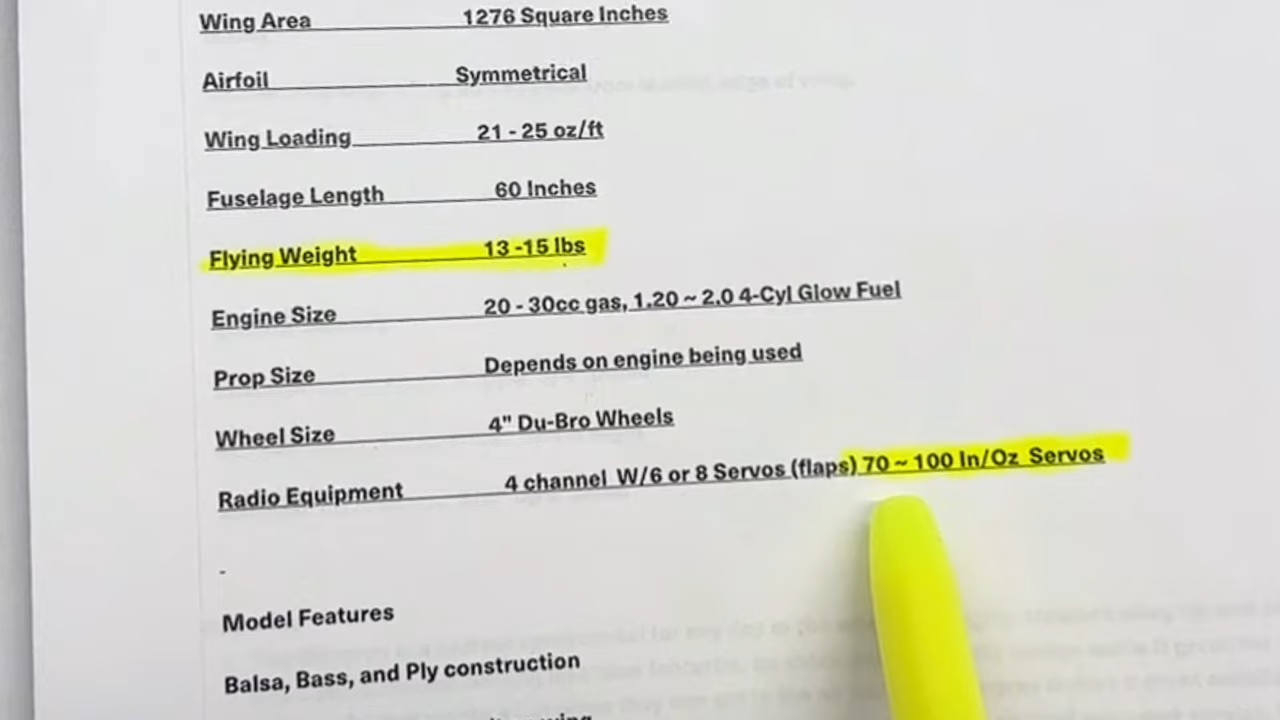 Wing Area 1276 Square Inches
Airfoil Symmetrical
Wing Loading 21 - 25 oz/ft
Fuselage Length 60 Inches
Flying Weight 13 -15 lbs
Engine Size 20 - 30cc gas, 1.20 ~ 2.0 4-Cyl Glow Fuel
Prop Size Depends on engine being used
Wheel Size 4" Du-Bro Wheels
Radio Equipment 4 channel W/6 or 8 Servos (flaps) 70 ~ 100 In/Oz Servos
-
Model Features
Balsa, Bass, and Ply construction